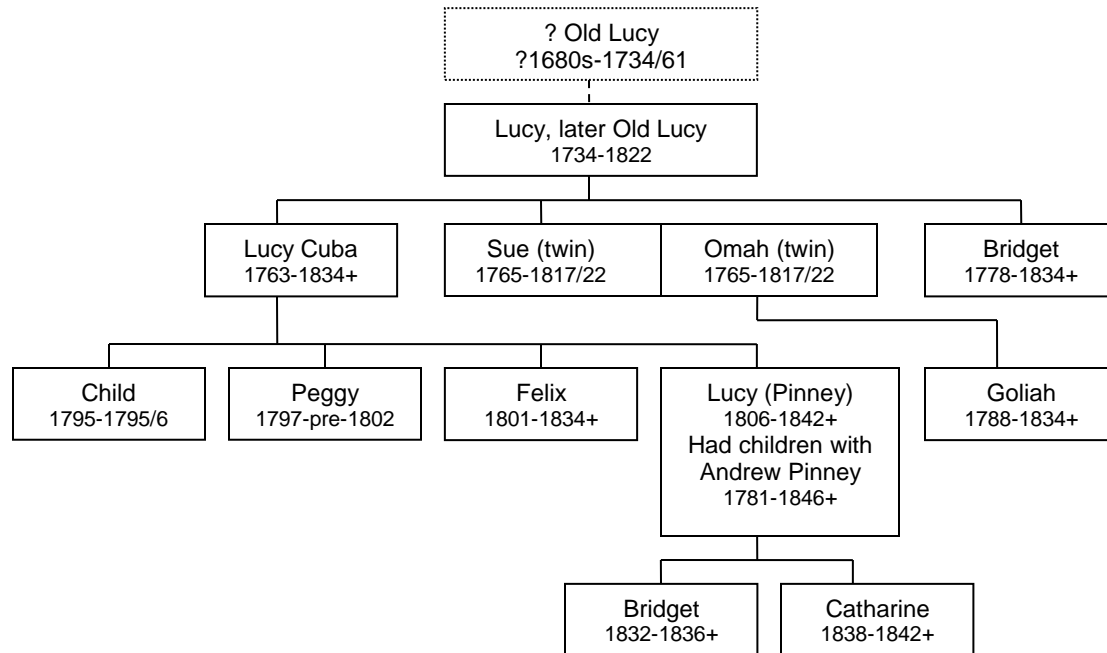 ? Old Lucy
?1680s-1734/61
Lucy, later Old Lucy
1734-1822
Lucy Cuba
1763-1834+
Sue (twin)
1765-1817/22
Omah (twin)
1765-1817/22
Bridget
1778-1834+
Child
1795-1795/6
Peggy
1797-pre-1802
Felix
1801-1834+
Lucy (Pinney)
1806-1842+
Had children with
Andrew Pinney
1781-1846+
Goliah
1788-1834+
Bridget
1832-1836+
Catharine
1838-1842+